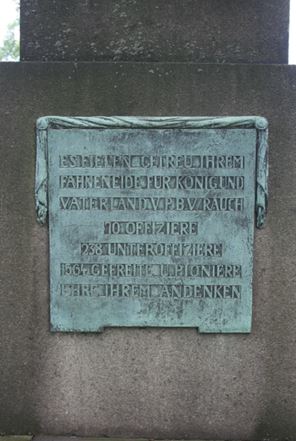 ES FIELEN GETREU IHREM
FAHNENEIDE FÜR KÖNIG UND
VATERLAND V. P.B.V. RAUCH
70 OFFIZIERE
238 UNTEROFFIZIERE
1564 GEFREITE U. PIONIERE
EHRE IHREM ANDENKEN